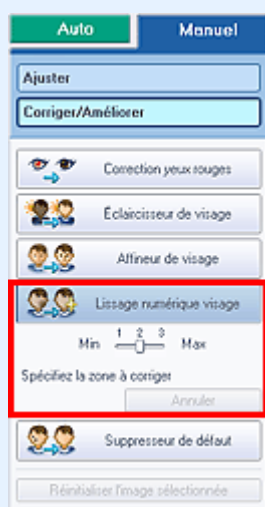 Auto Manuel
Ajuster
Corriger/Améliorer
Correction yeux rouges
Éclaircisseur de visage
Affineur de visage
Lissage numérique visage
1 2 3
Min Max
Spécifiez la zone à corriger
Annuler
Suppresseur de défaut
Réinitialiser l'image sélectionnée